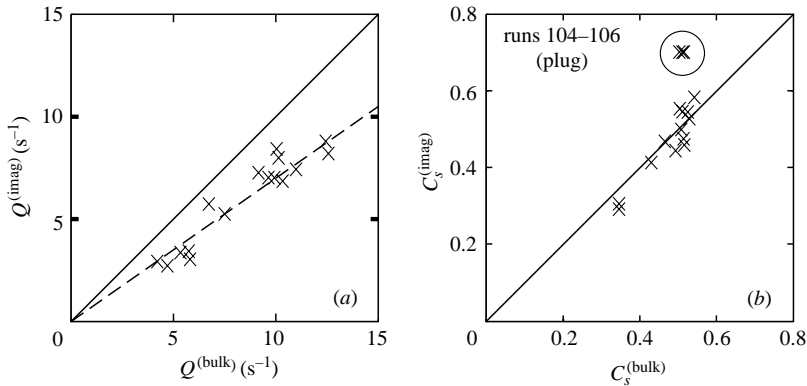 15
10
5
0
5
10
15
Q^(imag) (s^−1)
Q^(bulk) (s^−1)
(a)
0.8
0.6
0.4
0.2
0
0.2
0.4
0.6
0.8
C_s^(imag)
C_s^(bulk)
runs 104–106
(plug)
(b)